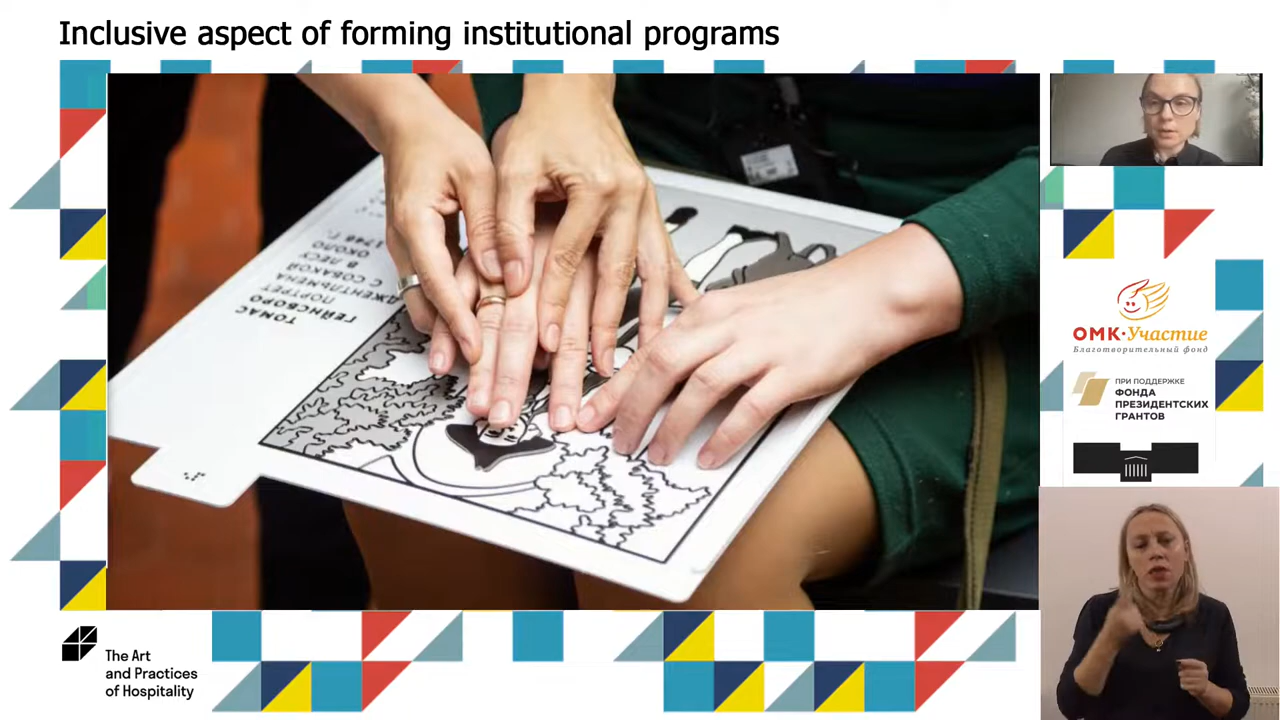 Inclusive aspect of forming institutional programs
ТОМАС
ГЕЙНСБОРО
ПОРТРЕТ
ДЖЕНТЛЬМЕНА
С СОБАКОЙ
В ЛЕСУ
ОКОЛО
1746 Г.
ОМК·Участие
Благотворительный фонд
ПРИ ПОДДЕРЖКЕ
ФОНДА
ПРЕЗИДЕНТСКИХ
ГРАНТОВ
The Art
and Practices
of Hospitality